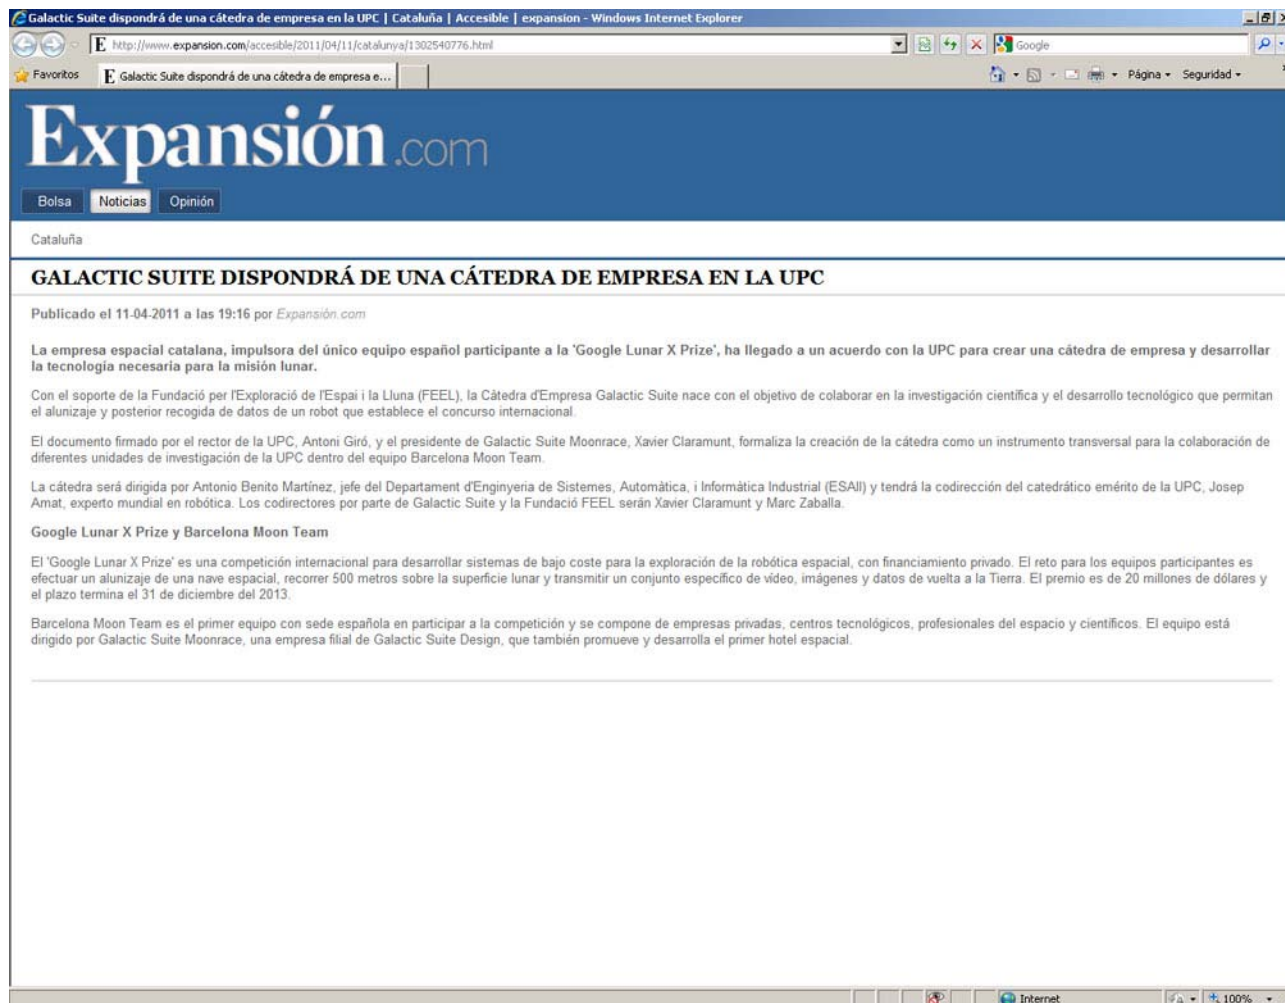 Galactic Suite dispondrá de una cátedra de empresa en la UPC | Cataluña | Accesible | expansion - Windows Internet Explorer
E http://www.expansion.com/accesible/2011/04/11/catalunya/1302540776.html
Google
Favoritos
E Galactic Suite dispondrá de una cátedra de empresa e...
Página
Seguridad
Expansión.com
Bolsa
Noticias
Opinión
Cataluña
GALACTIC SUITE DISPONDRÁ DE UNA CÁTEDRA DE EMPRESA EN LA UPC
Publicado el 11-04-2011 a las 19:16 por Expansión.com
La empresa espacial catalana, impulsora del único equipo español participante a la 'Google Lunar X Prize', ha llegado a un acuerdo con la UPC para crear una cátedra de empresa y desarrollar
la tecnología necesaria para la misión lunar.
Con el soporte de la Fundació per l'Exploració de l'Espai i la Lluna (FEEL), la Càtedra d'Empresa Galactic Suite nace con el objetivo de colaborar en la investigación científica y el desarrollo tecnológico que permitan
el alunizaje y posterior recogida de datos de un robot que establece el concurso internacional.
El documento firmado por el rector de la UPC, Antoni Giró, y el presidente de Galactic Suite Moonrace, Xavier Claramunt, formaliza la creación de la cátedra como un instrumento transversal para la colaboración de
diferentes unidades de investigación de la UPC dentro del equipo Barcelona Moon Team.
La cátedra será dirigida por Antonio Benito Martínez, jefe del Departament d'Enginyeria de Sistemes, Automàtica, i Informàtica Industrial (ESAII) y tendrá la codirección del catedrático emérito de la UPC, Josep
Amat, experto mundial en robótica. Los codirectores por parte de Galactic Suite y la Fundació FEEL serán Xavier Claramunt y Marc Zaballa.
Google Lunar X Prize y Barcelona Moon Team
El 'Google Lunar X Prize' es una competición internacional para desarrollar sistemas de bajo coste para la exploración de la robótica espacial, con financiamiento privado. El reto para los equipos participantes es
efectuar un alunizaje de una nave espacial, recorrer 500 metros sobre la superficie lunar y transmitir un conjunto específico de vídeo, imágenes y datos de vuelta a la Tierra. El premio es de 20 millones de dólares y
el plazo termina el 31 de diciembre del 2013.
Barcelona Moon Team es el primer equipo con sede española en participar a la competición y se compone de empresas privadas, centros tecnológicos, profesionales del espacio y científicos. El equipo está
dirigido por Galactic Suite Moonrace, una empresa filial de Galactic Suite Design, que también promueve y desarrolla el primer hotel espacial.
Internet
100%